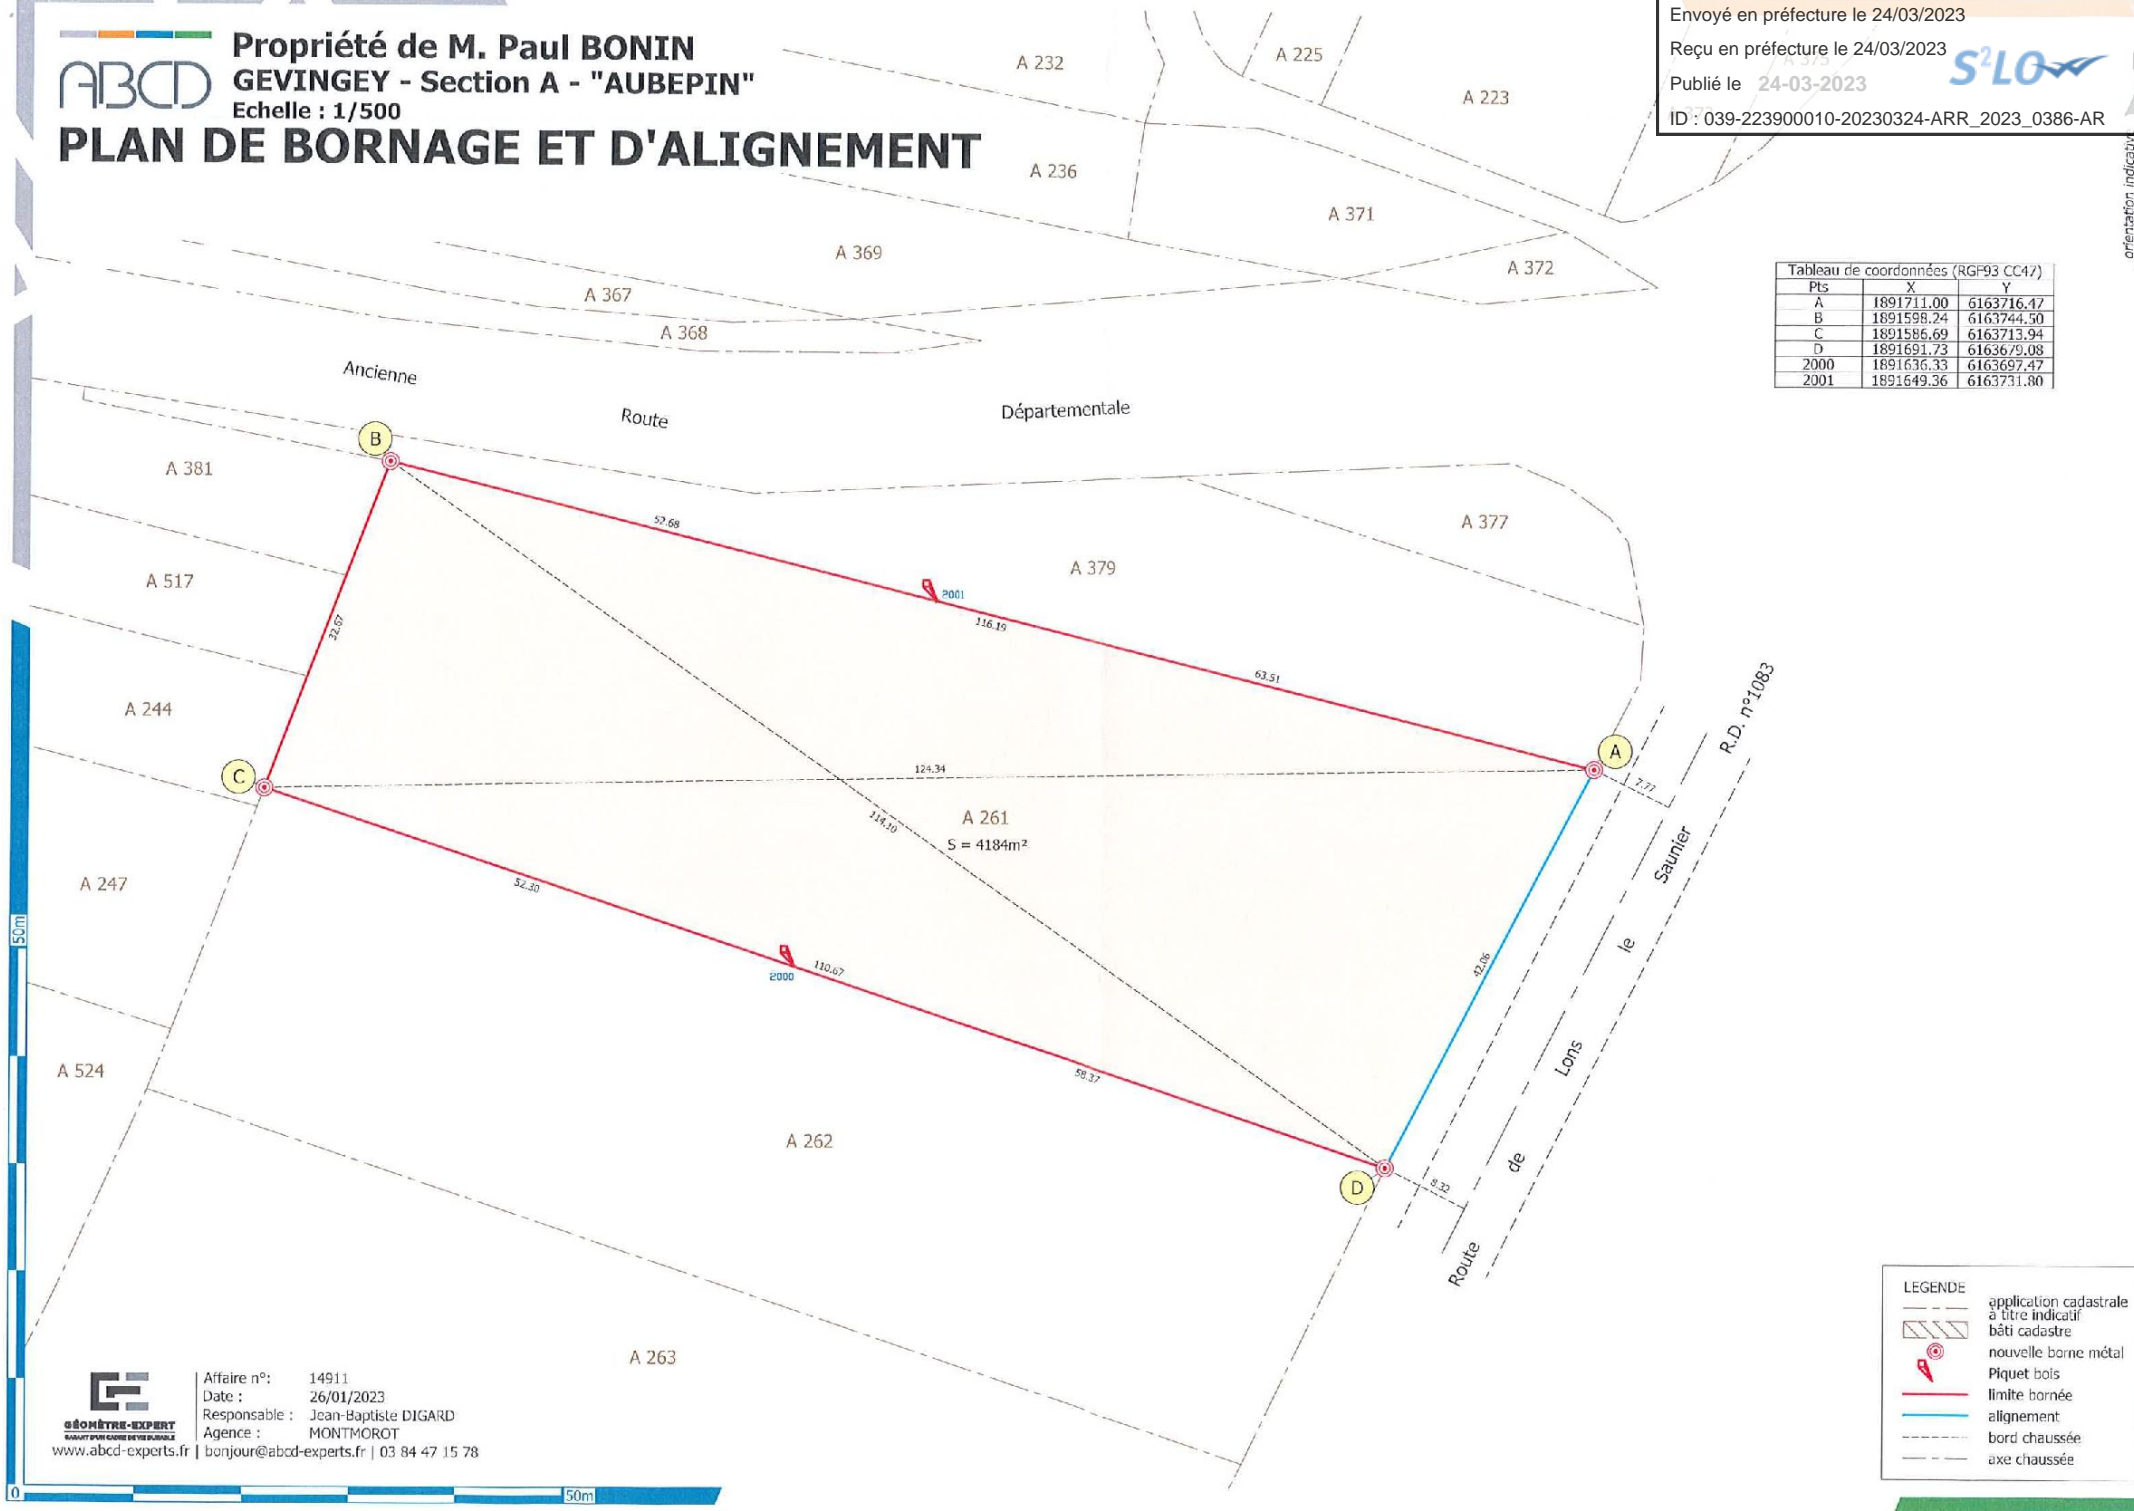 Propriété de M. Paul BONIN
GEVINGEY - Section A - "AUBEPIN"
Echelle : 1/500
ABCD
PLAN DE BORNAGE ET D'ALIGNEMENT
Envoyé en préfecture le 24/03/2023
Reçu en préfecture le 24/03/2023
Publié le 24-03-2023
ID : 039-223900010-20230324-ARR_2023_0386-AR
S²LO
A 375
orientation indicative
A 232
A 225
A 223
A 236
A 371
A 369
A 372
A 367
A 368
Tableau de coordonnées (RGF93 CC47)
Pts X Y
A 1891711.00 6163716.47
B 1891598.24 6163744.50
C 1891586.69 6163713.94
D 1891691.73 6163679.08
2000 1891636.33 6163697.47
2001 1891649.36 6163731.80
Ancienne
Route
Départementale
B
A 381
52.68
A 377
A 379
A 517
2001
116.19
32.67
63.51
A 244
R.D. n°1083
A
C
124.34
7.77
A 261
114.10
S = 4184m²
Saunier
A 247
52.30
le
42.06
2000
110.67
50m
Lons
A 524
58.37
A 262
de
D
8.32
Route
A 263
LEGENDE
application cadastrale
à titre indicatif
bâti cadastre
nouvelle borne métal
Piquet bois
limite bornée
alignement
bord chaussée
axe chaussée
GÉOMÈTRE-EXPERT
Affaire n°: 14911
Date : 26/01/2023
Responsable : Jean-Baptiste DIGARD
Agence : MONTMOROT
www.abcd-experts.fr | bonjour@abcd-experts.fr | 03 84 47 15 78
0
50m